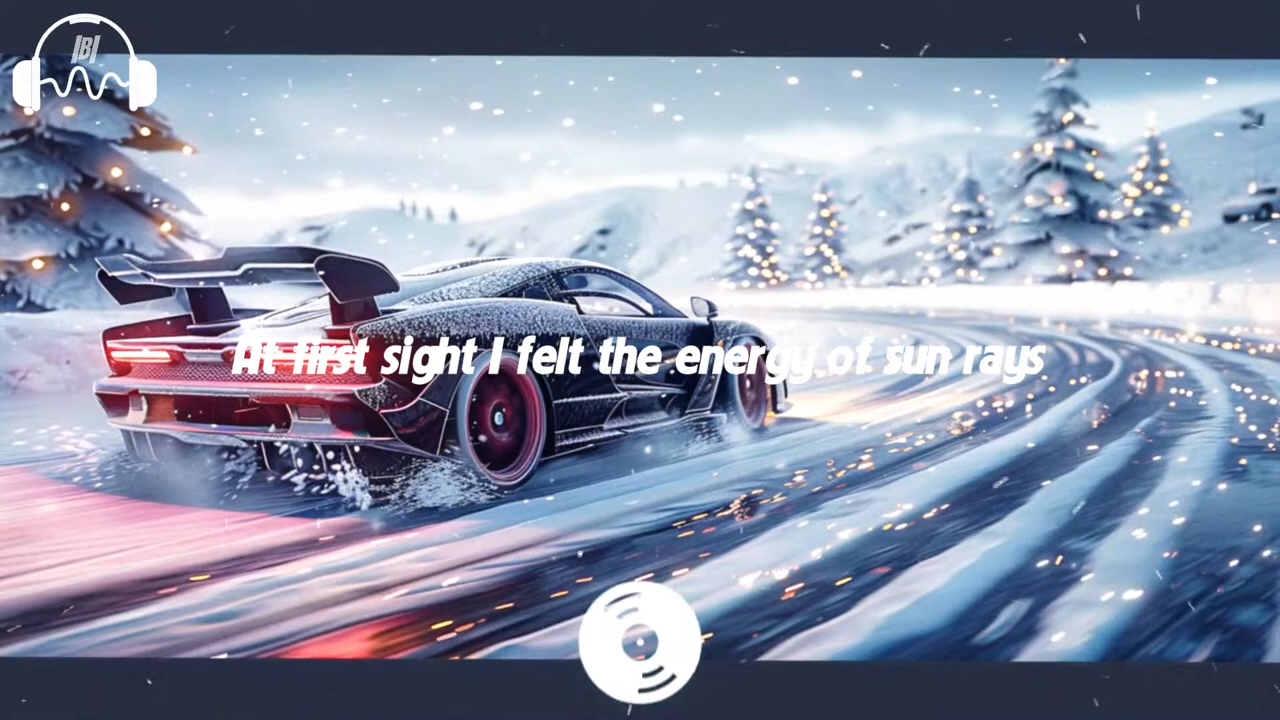 |B|
At first sight I felt the energy of sun rays